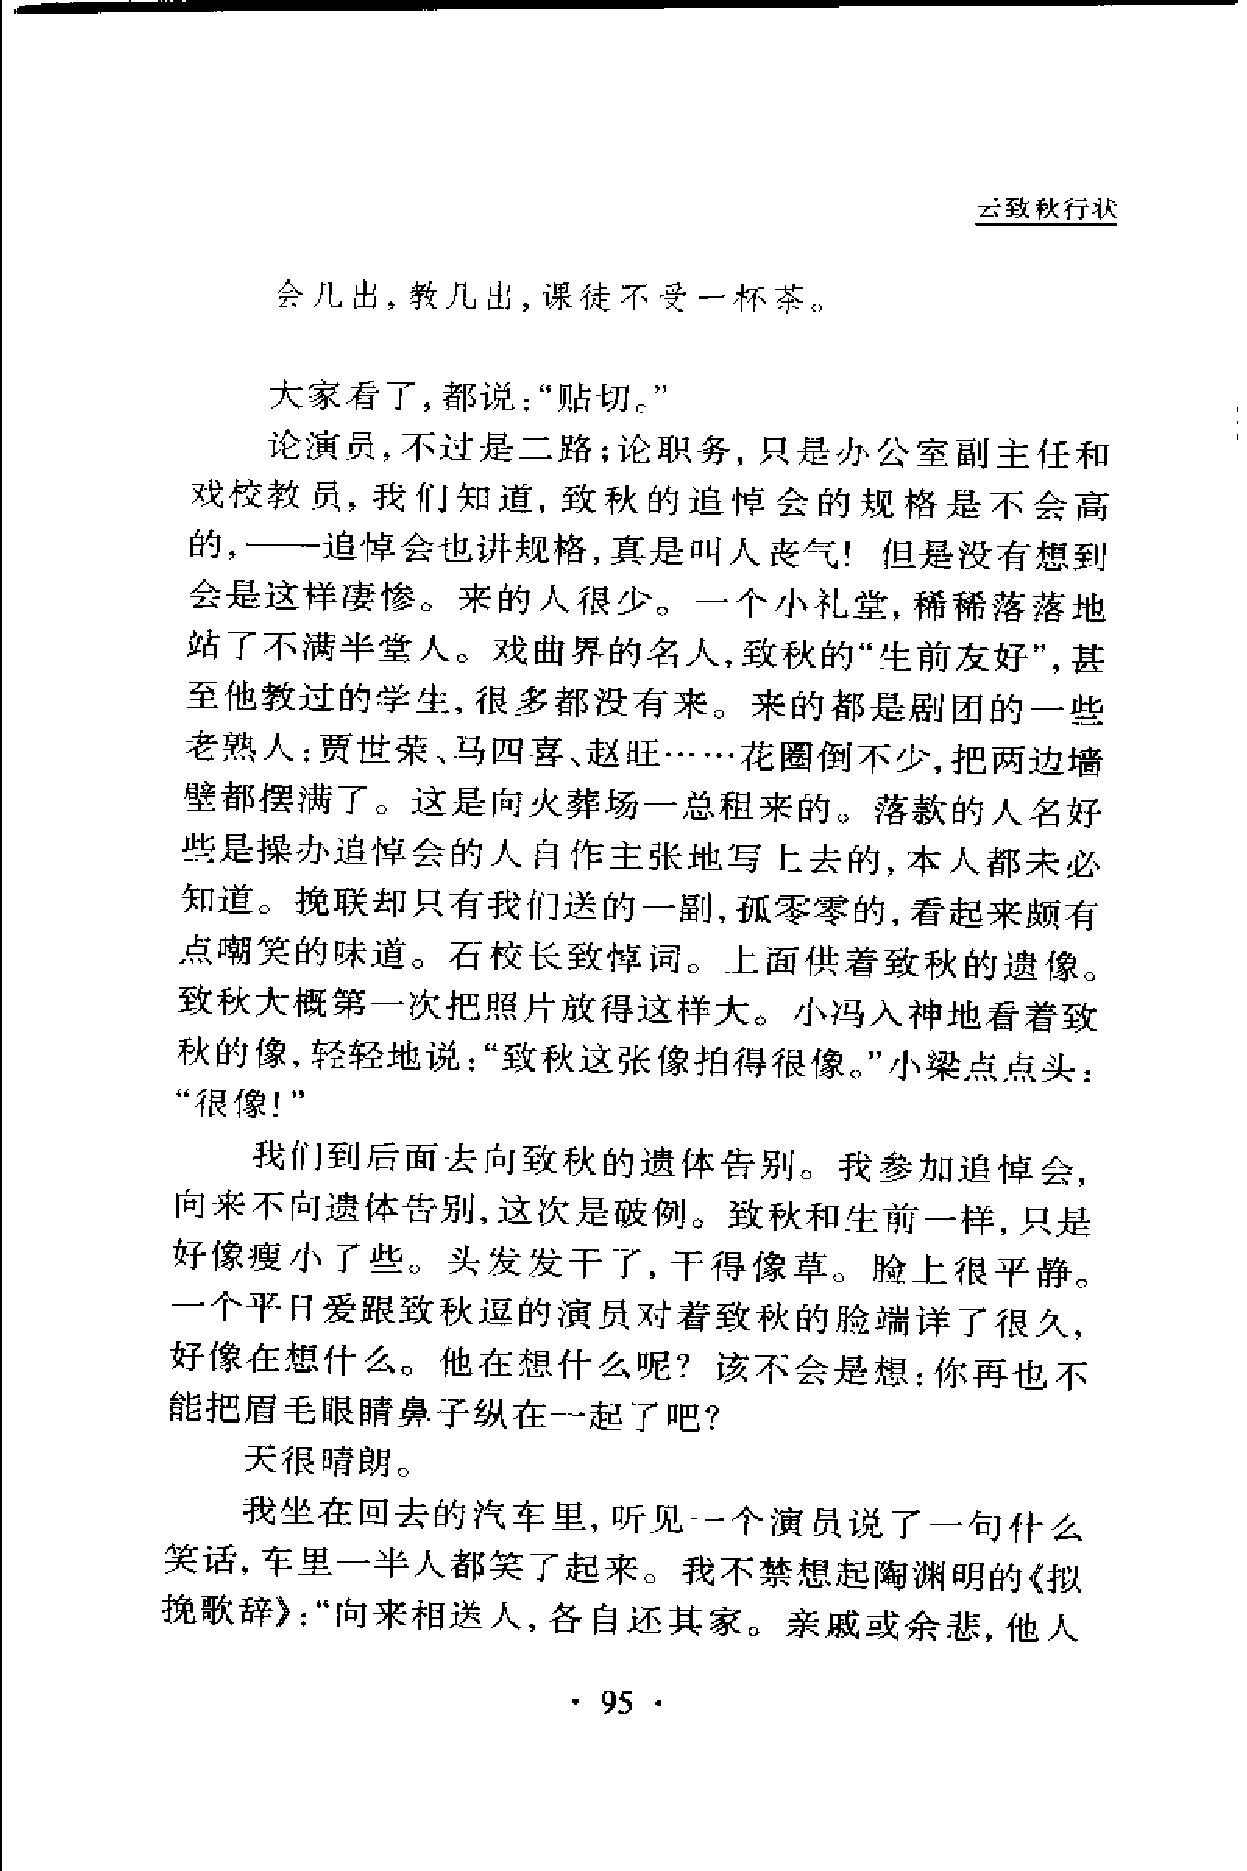 云致秋行状
会几出，教几出，课徒不受一杯茶。
大家看了，都说：“贴切。”
论演员，不过是二路；论职务，只是办公室副主任和
戏校教员，我们知道，致秋的追悼会的规格是不会高
的，——追悼会也讲规格，真是叫人丧气！但是没有想到
会是这样凄惨。来的人很少。一个小礼堂，稀稀落落地
站了不满半堂人。戏曲界的名人，致秋的“生前友好”，甚
至他教过的学生，很多都没有来。来的都是剧团的一些
老熟人：贾世荣、马四喜、赵旺……花圈倒不少，把两边墙
壁都摆满了。这是向火葬场一总租来的。落款的人名好
些是操办追悼会的人自作主张地写上去的，本人都未必
知道。挽联却只有我们送的一副，孤零零的，看起来颇有
点嘲笑的味道。石校长致悼词。上面供着致秋的遗像。
致秋大概第一次把照片放得这样大。小冯入神地看着致
秋的像，轻轻地说：“致秋这张像拍得很像。”小梁点点头：
“很像！”
我们到后面去向致秋的遗体告别。我参加追悼会，
向来不向遗体告别，这次是破例。致秋和生前一样，只是
好像瘦小了些。头发发干了，干得像草。脸上很平静。
一个平日爱跟致秋逗的演员对着致秋的脸端详了很久，
好像在想什么。他在想什么呢？该不会是想：你再也不
能把眉毛眼睛鼻子纵在一起了吧？
天很晴朗。
我坐在回去的汽车里，听见一个演员说了一句什么
笑话，车里一半人都笑了起来。我不禁想起陶渊明的《拟
挽歌辞》：“向来相送人，各自还其家。亲戚或余悲，他人
· 95 ·